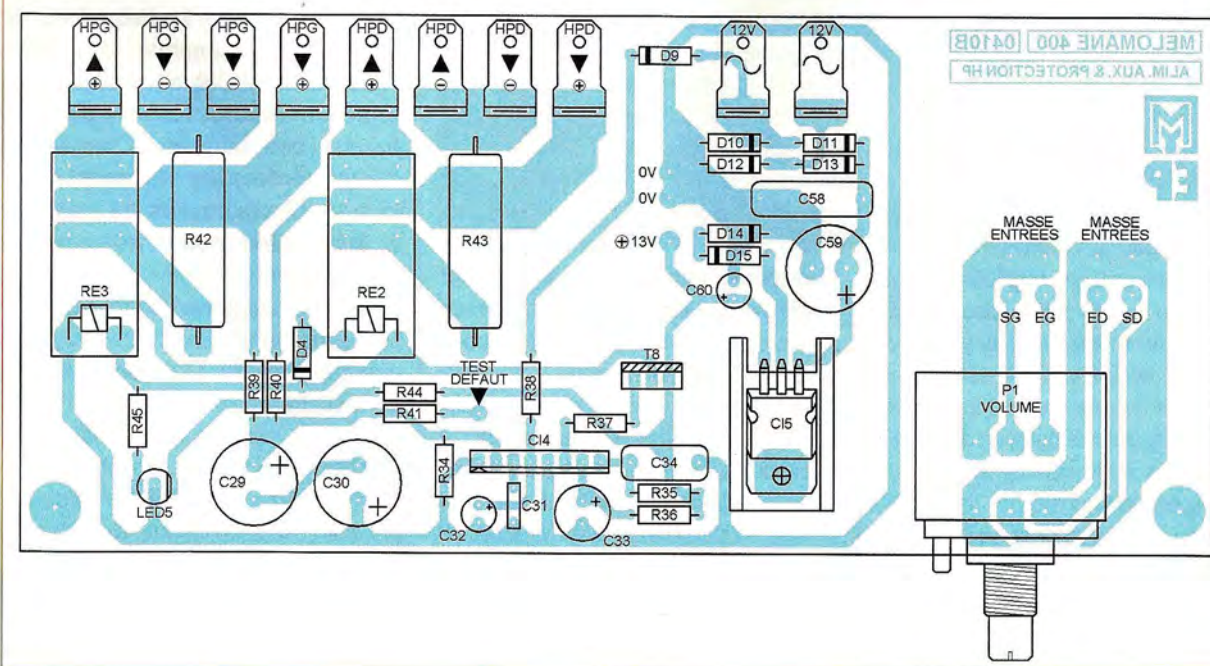 HPG HPG HPG HPG HPD HPD HPD HPD 12V 12V
MELOMANE 400 0410B
ALIM. AUX. & PROTECTION HP
M
EP
D9
D10 D11
D12 D13
0V
0V
C58
R42
R43
D14
C59
⊕ 13V
D15
C60
MASSE ENTREES
MASSE ENTREES
SG EG ED SD
RE3
RE2
D4
TEST
DEFAUT
T8
R39
R40
R44
R38
R41
R37
P1
VOLUME
R45
CI4
CI5
R34
C34
C29
C30
C31
R35
LED5
C32
C33
R36